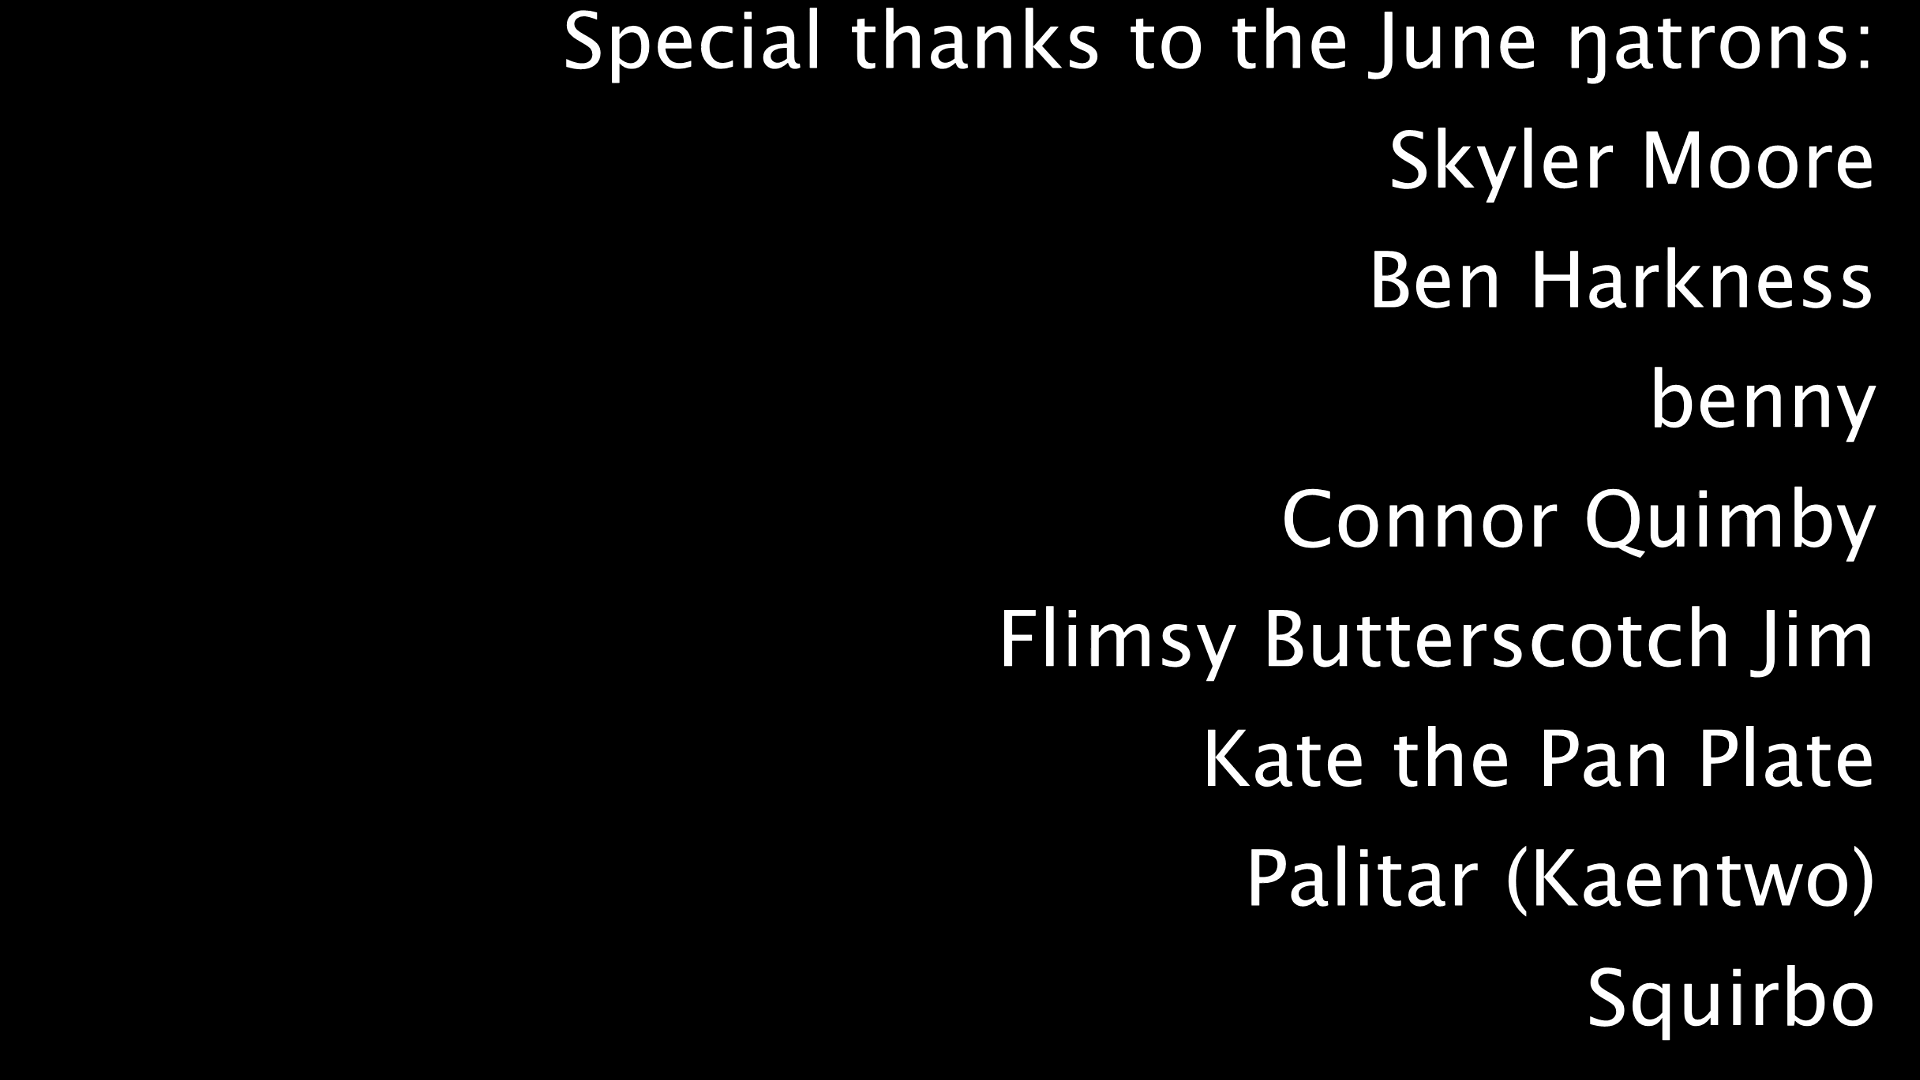 Special thanks to the June ŋatrons:
Skyler Moore
Ben Harkness
benny
Connor Quimby
Flimsy Butterscotch Jim
Kate the Pan Plate
Palitar (Kaentwo)
Squirbo